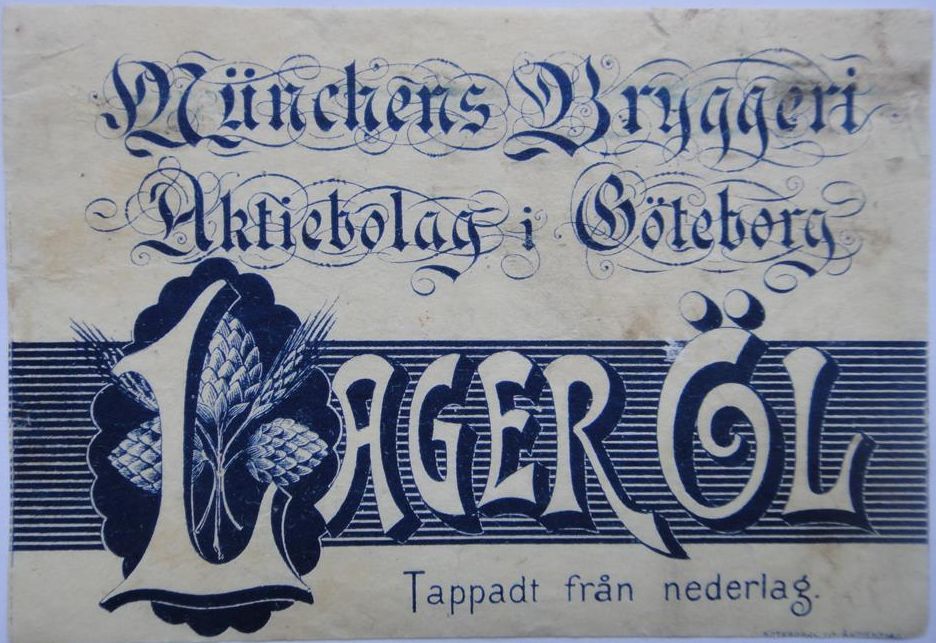 Münchens Bryggeri
Aktiebolag i Göteborg
LAGER ÖL
Tappadt från nederlag.